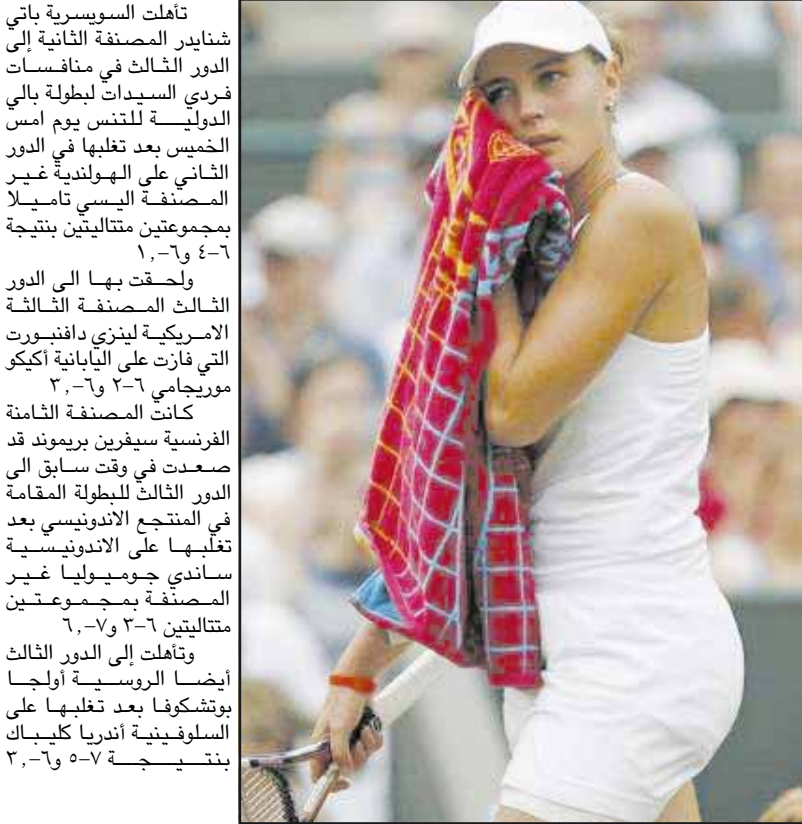 تأهلت السويسرية باتي
شنايدر المصنفة الثانية إلى
الدور الثالث في منافسات
فردي السيدات لبطولة بالي
الدولية للتنس يوم امس
الخميس بعد تغلبها في الدور
الثاني على الهولندية غير
المصنفة اليسي تاميلا
بمجموعتين متتاليتين بنتيجة
٦-٤ و٦-١,
ولحقت بها الى الدور
الثالث المصنفة الثالثة
الامريكية لينزي دافنبورت
التي فازت على اليابانية أكيكو
موريجامي ٦-٢ و٦-٣,
كانت المصنفة الثامنة
الفرنسية سيفرين بريموند قد
صعدت في وقت سابق الى
الدور الثالث للبطولة المقامة
في المنتجع الاندونيسي بعد
تغلبها على الاندونيسية
ساندي جوميوليا غير
المصنفة بمجموعتين
متتاليتين ٦-٣ و٧-٦,
وتأهلت إلى الدور الثالث
أيضا الروسية أولجا
بوتشكوفا بعد تغلبها على
السلوفينية أندريا كليباك
بنتيجة ٧-٥ و٦-٣,